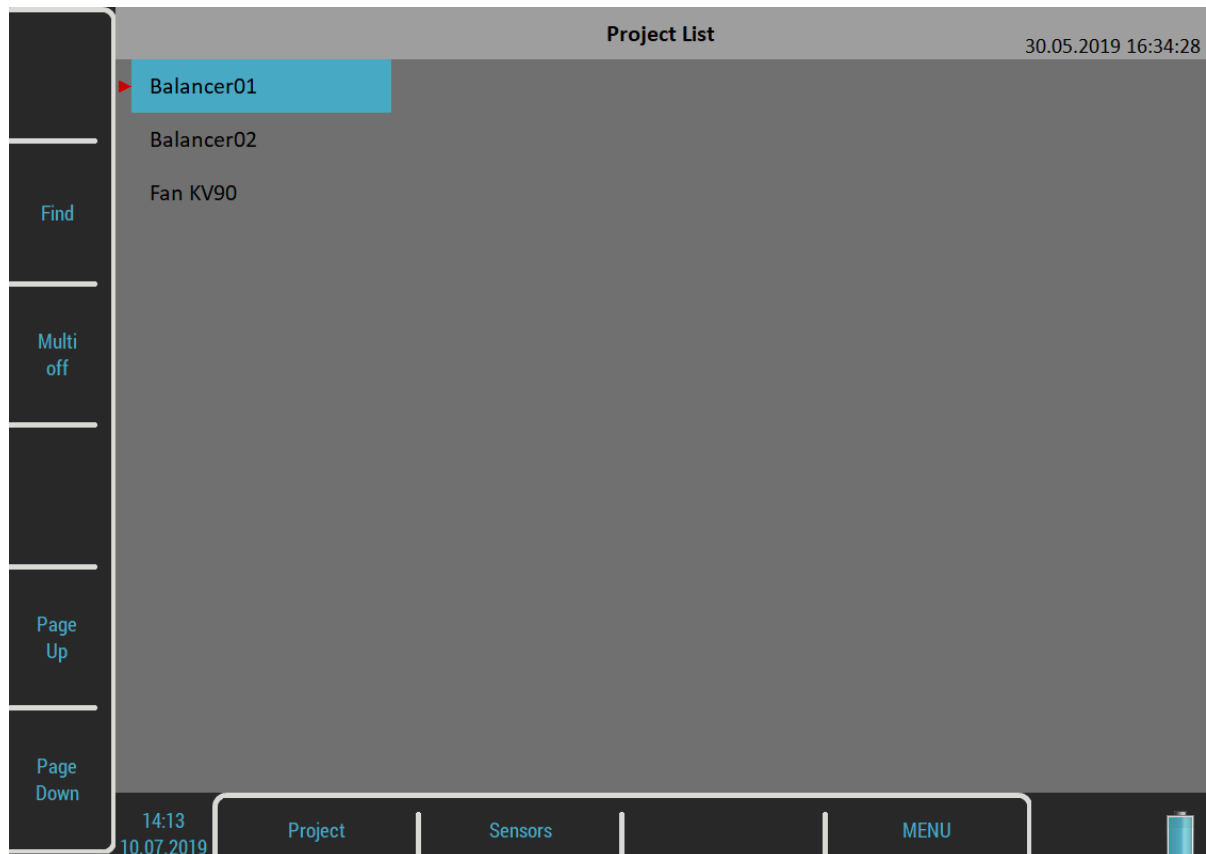 Project List
30.05.2019 16:34:28
Balancer01
Balancer02
Fan KV90
Find
Multi
off
Page
Up
Page
Down
14:13
10.07.2019
Project
Sensors
MENU